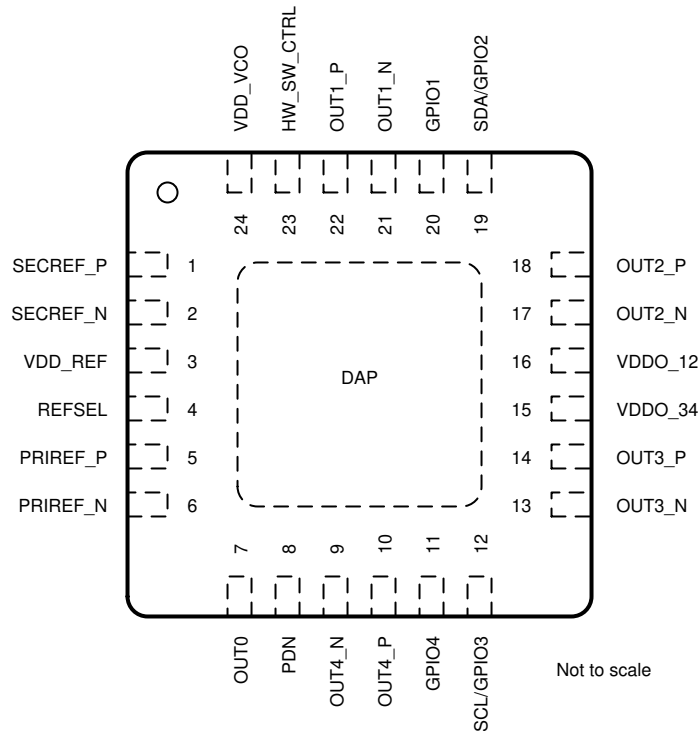 VDD_VCO
HW_SW_CTRL
OUT1_P
OUT1_N
GPIO1
SDA/GPIO2
24
23
22
21
20
19
SECREF_P 1
SECREF_N 2
VDD_REF 3
REFSEL 4
PRIREF_P 5
PRIREF_N 6
DAP
18 OUT2_P
17 OUT2_N
16 VDDO_12
15 VDDO_34
14 OUT3_P
13 OUT3_N
7
8
9
10
11
12
OUT0
PDN
OUT4_N
OUT4_P
GPIO4
SCL/GPIO3
Not to scale